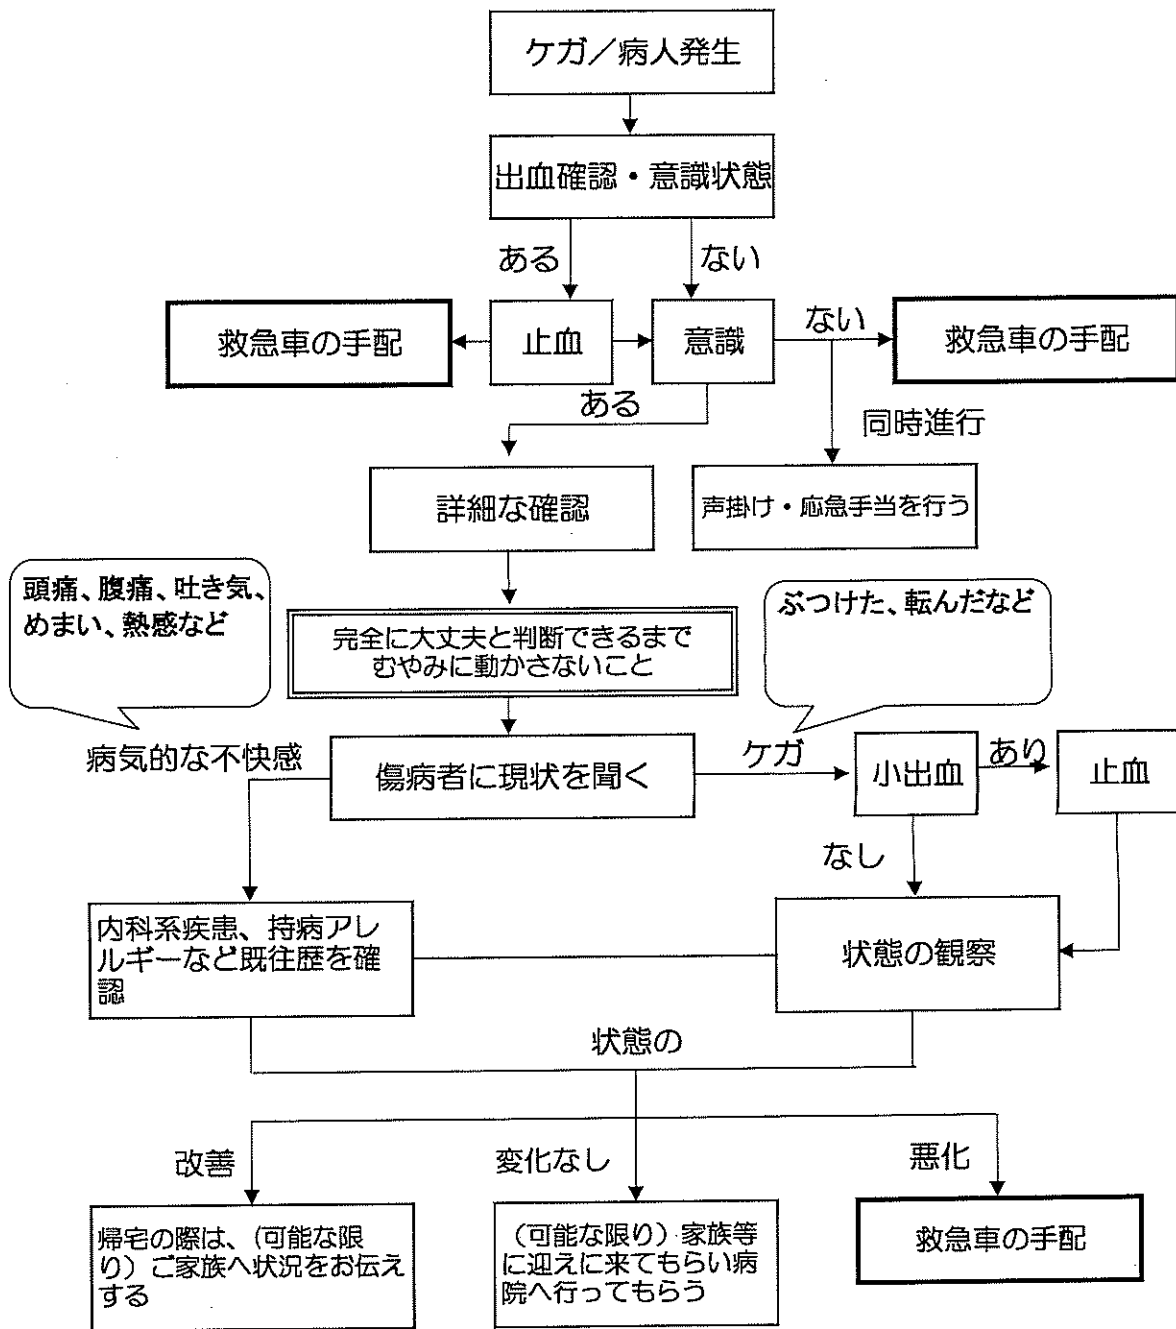 ケガ／病人発生
出血確認・意識状態
ある
ない
救急車の手配
止血
意識
ない
救急車の手配
ある
同時進行
詳細な確認
声掛け・応急手当を行う
頭痛、腹痛、吐き気、
めまい、熱感など
ぶつけた、転んだなど
完全に大丈夫と判断できるまで
むやみに動かさないこと
病気的な不快感
傷病者に現状を聞く
ケガ
小出血
あり
止血
なし
内科系疾患、持病アレ
ルギーなど既往歴を確
認
状態の観察
状態の
改善
変化なし
悪化
帰宅の際は、（可能な限
り）ご家族へ状況をお伝え
する
（可能な限り）家族等
に迎えに来てもらい病
院へ行ってもらう
救急車の手配